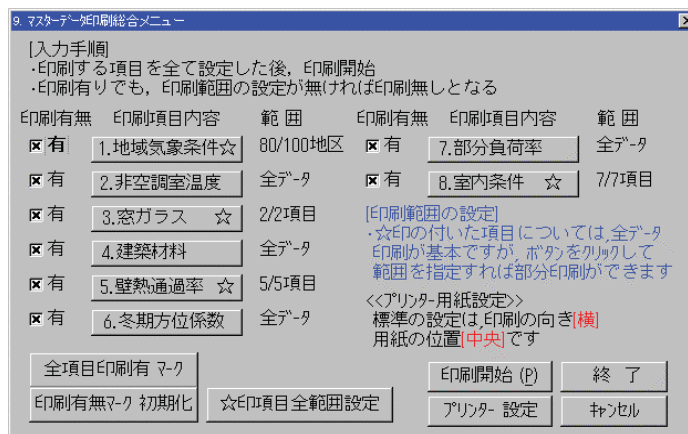 9. マスターデータ印刷総合メニュー
[入力手順]
・印刷する項目を全て設定した後，印刷開始
・印刷有りでも，印刷範囲の設定が無ければ印刷無しとなる
印刷有無 印刷項目内容 範 囲 印刷有無 印刷項目内容 範 囲
有 1.地域気象条件☆ 80/100地区 有 7.部分負荷率 全データ
有 2.非空調室温度 全データ 有 8.室内条件 ☆ 7/7項目
有 3.窓ガラス ☆ 2/2項目
有 4.建築材料 全データ
有 5.壁熱通過率 ☆ 5/5項目
有 6.冬期方位係数 全データ
[印刷範囲の設定]
・☆印の付いた項目については,全データ
印刷が基本ですが, ボタンをクリックして
範囲を指定すれば部分印刷ができます
<<プリンター用紙設定>>
標準の設定は,印刷の向き[横]
用紙の位置[中央]です
全項目印刷有 マーク
印刷有無マーク 初期化
☆印項目全範囲設定
印刷開始 (P)
終 了
プリンター 設定
キャンセル